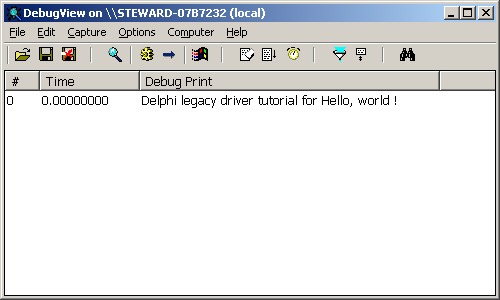 DebugView on \\STEWARD-07B7232 (local)
File Edit Capture Options Computer Help
# Time Debug Print
0 0.00000000 Delphi legacy driver tutorial for Hello, world !